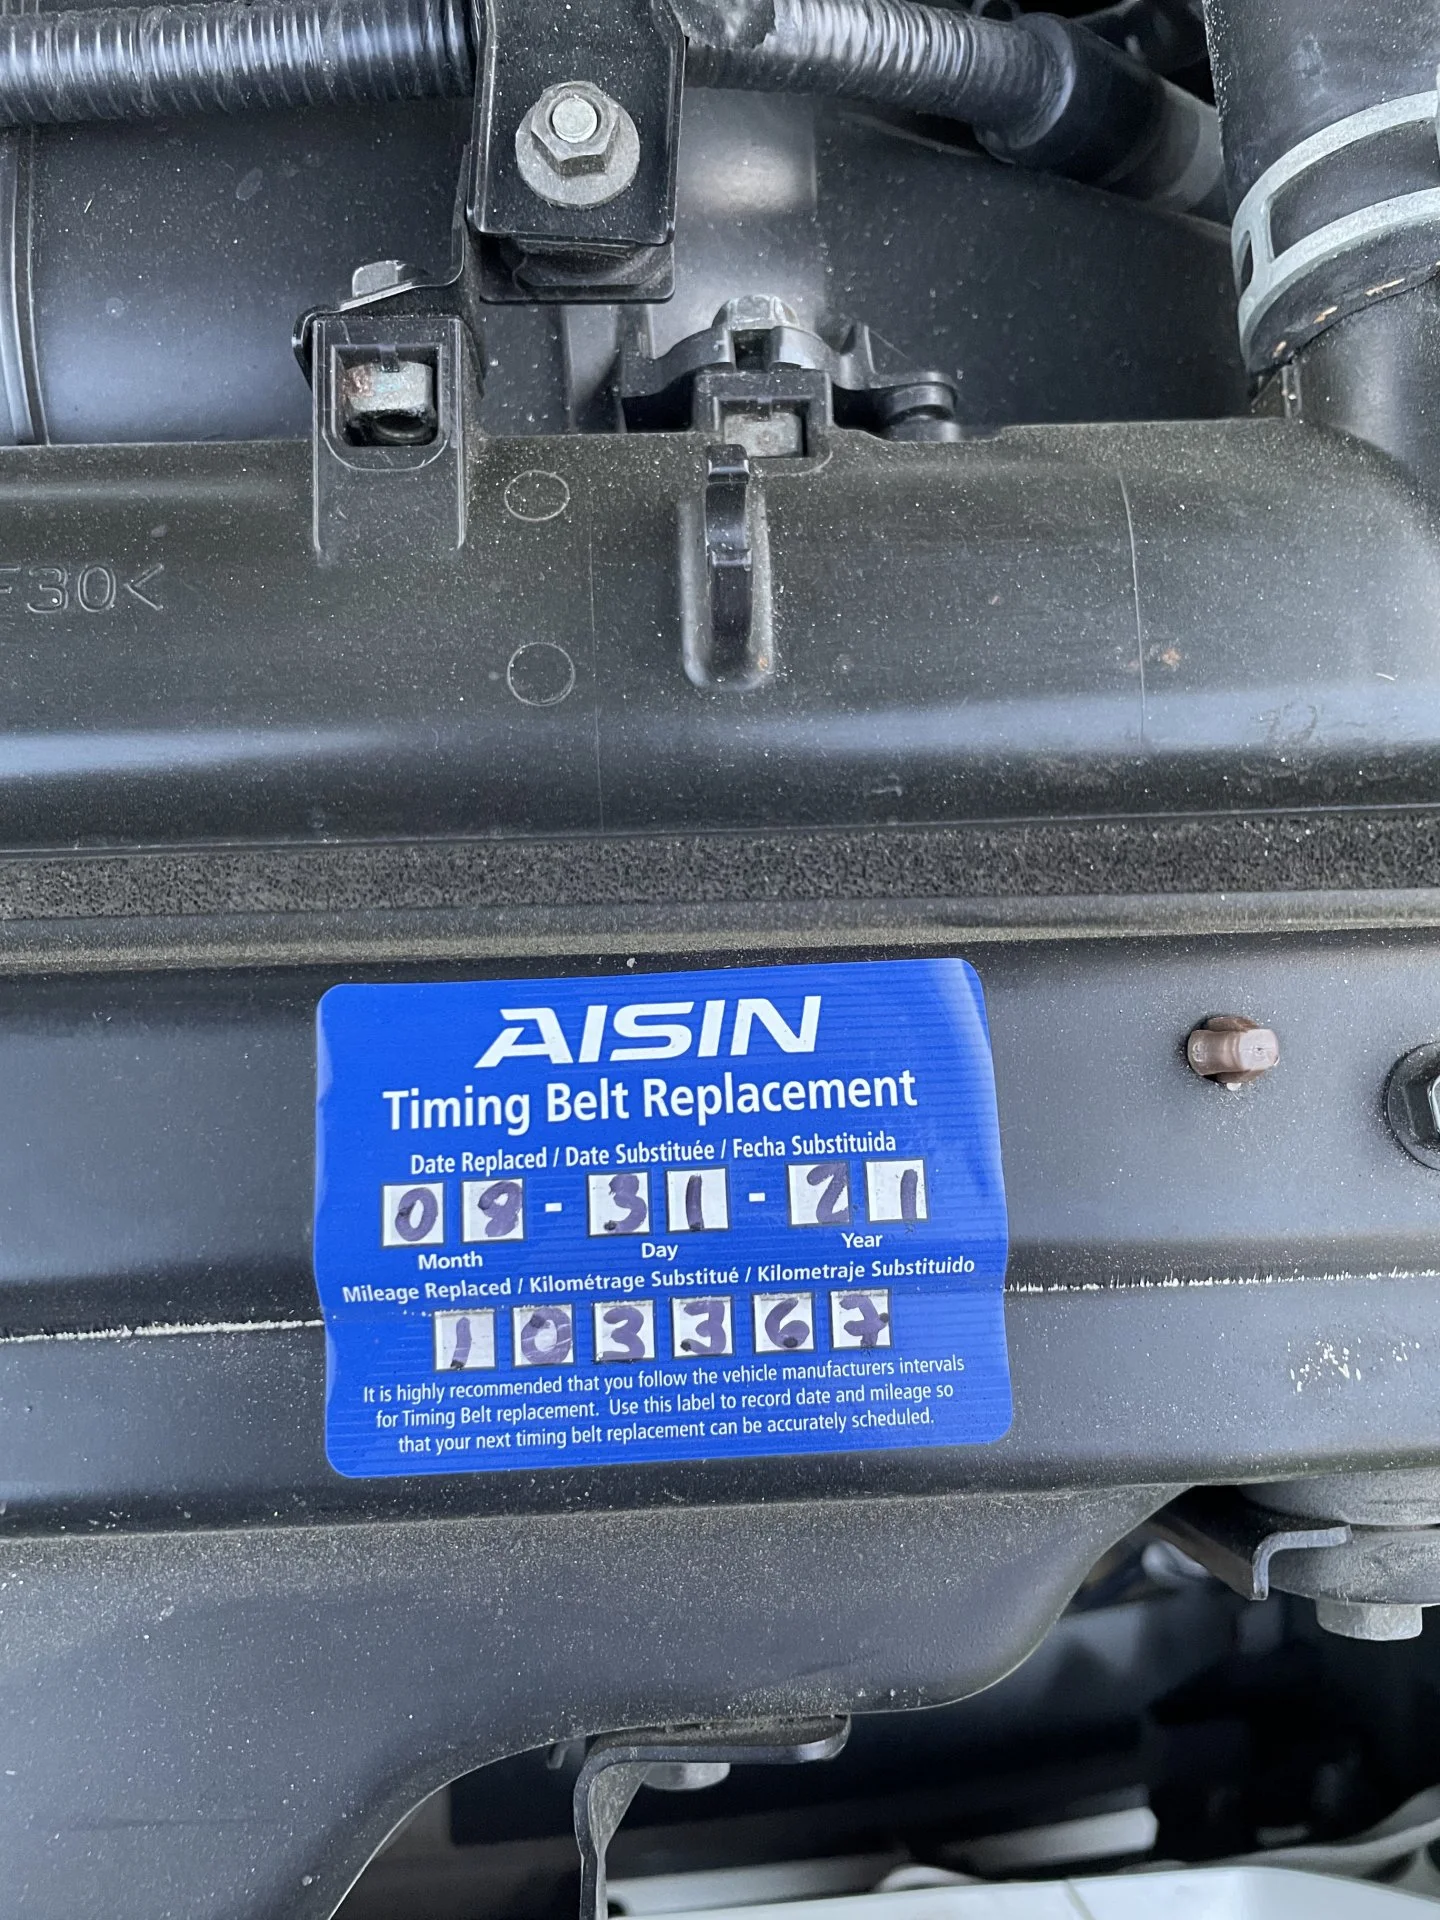 F30<
AISIN
Timing Belt Replacement
Date Replaced / Date Substituée / Fecha Substituida
08 - 31 - 21
Month Day Year
Mileage Replaced / Kilométrage Substitué / Kilometraje Substituido
103367
It is highly recommended that you follow the vehicle manufacturers intervals
for Timing Belt replacement. Use this label to record date and mileage so
that your next timing belt replacement can be accurately scheduled.